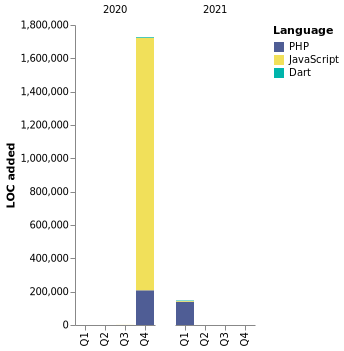 2020 2021
Language
PHP
JavaScript
Dart
LOC added
1,800,000
1,600,000
1,400,000
1,200,000
1,000,000
800,000
600,000
400,000
200,000
0
Q1 Q2 Q3 Q4 Q1 Q2 Q3 Q4